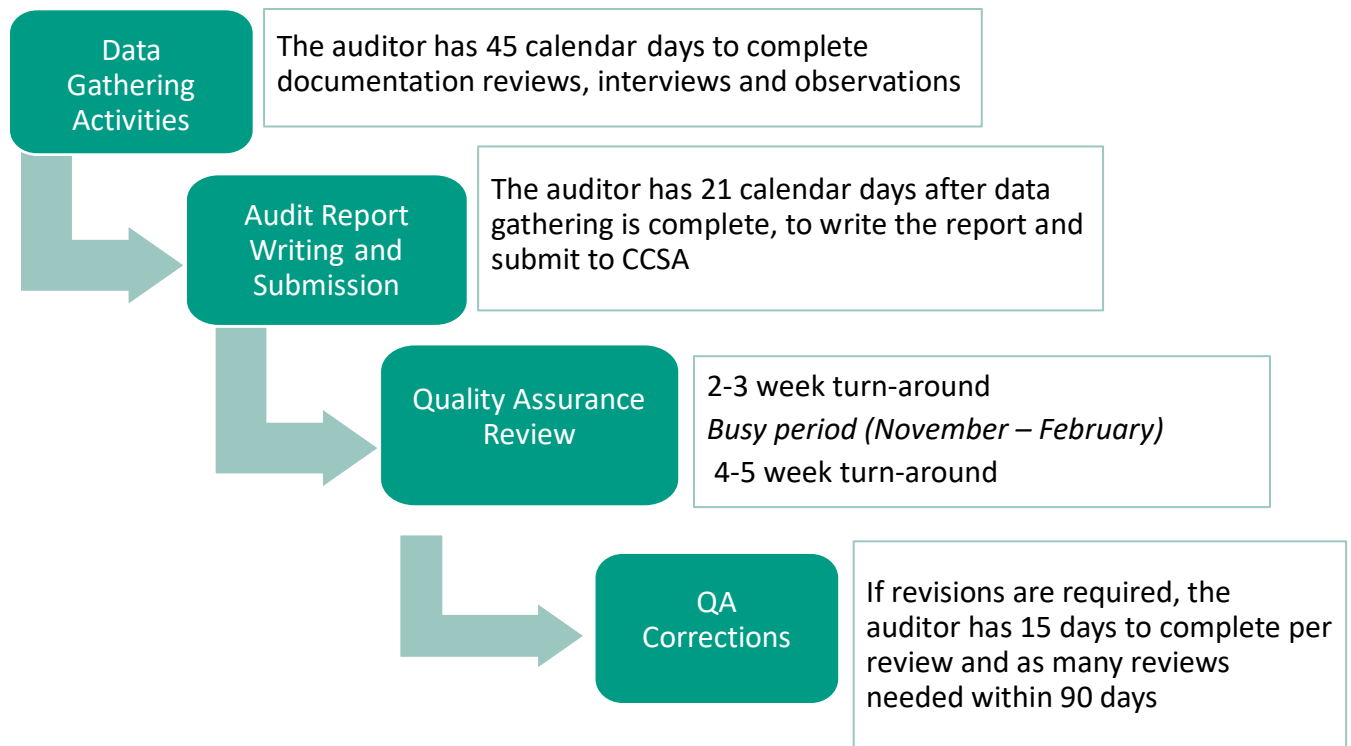 Data
Gathering
Activities
The auditor has 45 calendar days to complete
documentation reviews, interviews and observations
Audit Report
Writing and
Submission
The auditor has 21 calendar days after data
gathering is complete, to write the report and
submit to CCSA
Quality Assurance
Review
2-3 week turn-around
Busy period (November – February)
4-5 week turn-around
QA
Corrections
If revisions are required, the
auditor has 15 days to complete per
review and as many reviews
needed within 90 days